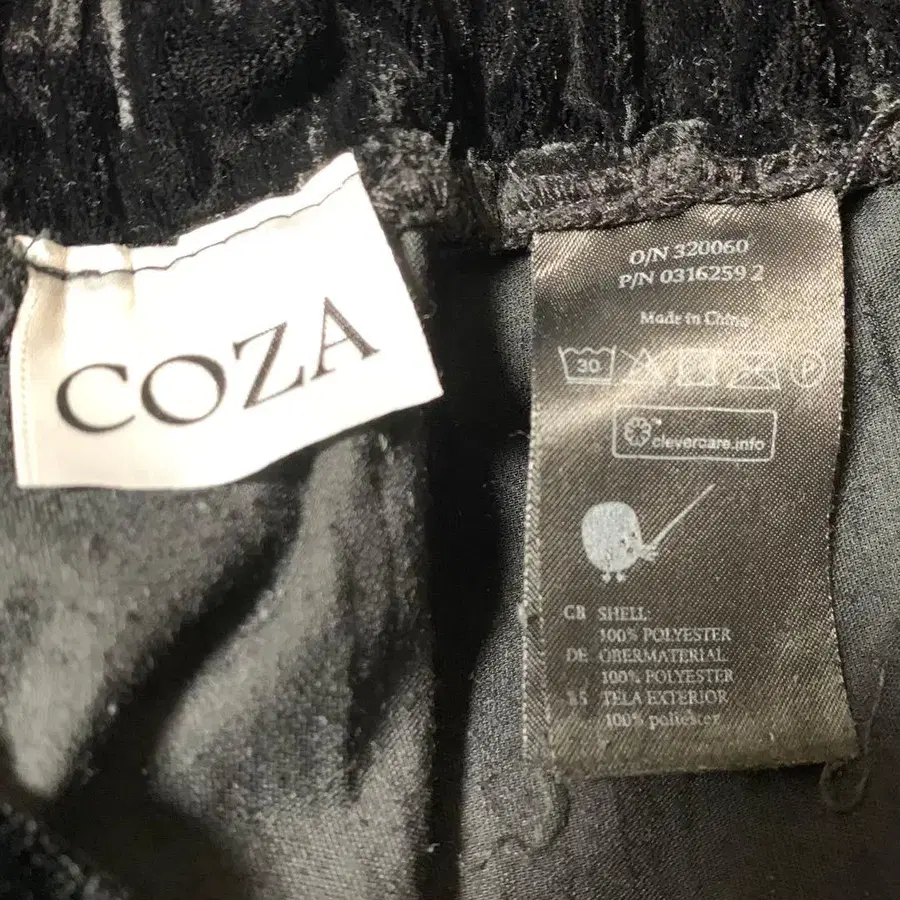 COZA
O/N 320060
P/N 0316259 2
Made in China
30
P
clevercare.info
GB SHELL:
100% POLYESTER
DE OBERMATERIAL
100% POLYESTER
ES TELA EXTERIOR
100% poliester